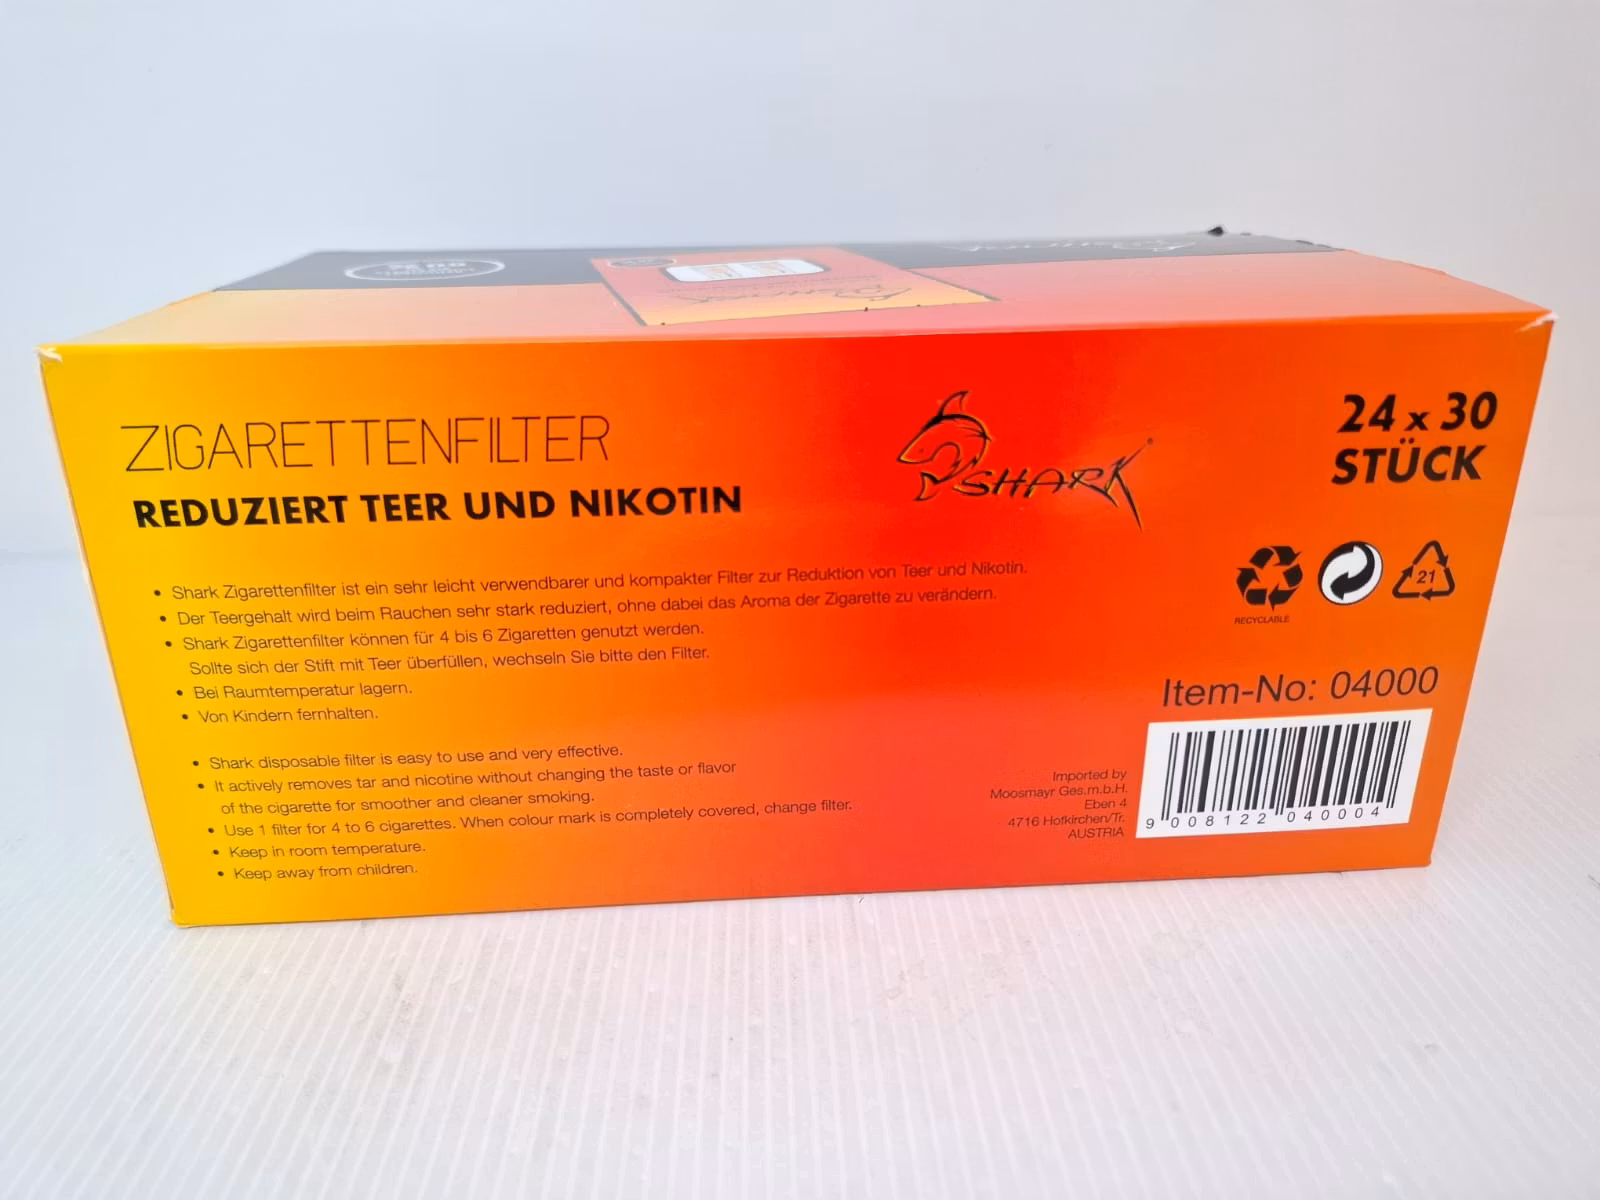 ZIGARETTENFILTER
REDUZIERT TEER UND NIKOTIN
• Shark Zigarettenfilter ist ein sehr leicht verwendbarer und kompakter Filter zur Reduktion von Teer und Nikotin.
• Der Teergehalt wird beim Rauchen sehr stark reduziert, ohne dabei das Aroma der Zigarette zu verändern.
• Shark Zigarettenfilter können für 4 bis 6 Zigaretten genutzt werden.
Sollte sich der Stift mit Teer überfüllen, wechseln Sie bitte den Filter.
• Bei Raumtemperatur lagern.
• Von Kindern fernhalten.
• Shark disposable filter is easy to use and very effective.
• It actively removes tar and nicotine without changing the taste or flavor
of the cigarette for smoother and cleaner smoking.
• Use 1 filter for 4 to 6 cigarettes. When colour mark is completely covered, change filter.
• Keep in room temperature.
• Keep away from children.
SHARK
24 x 30
STÜCK
RECYCLABLE
21
Item-No: 04000
Imported by
Moosmayr Ges.m.b.H.
Eben 4
4716 Hofkirchen/Tr.
AUSTRIA
9 008122 040004